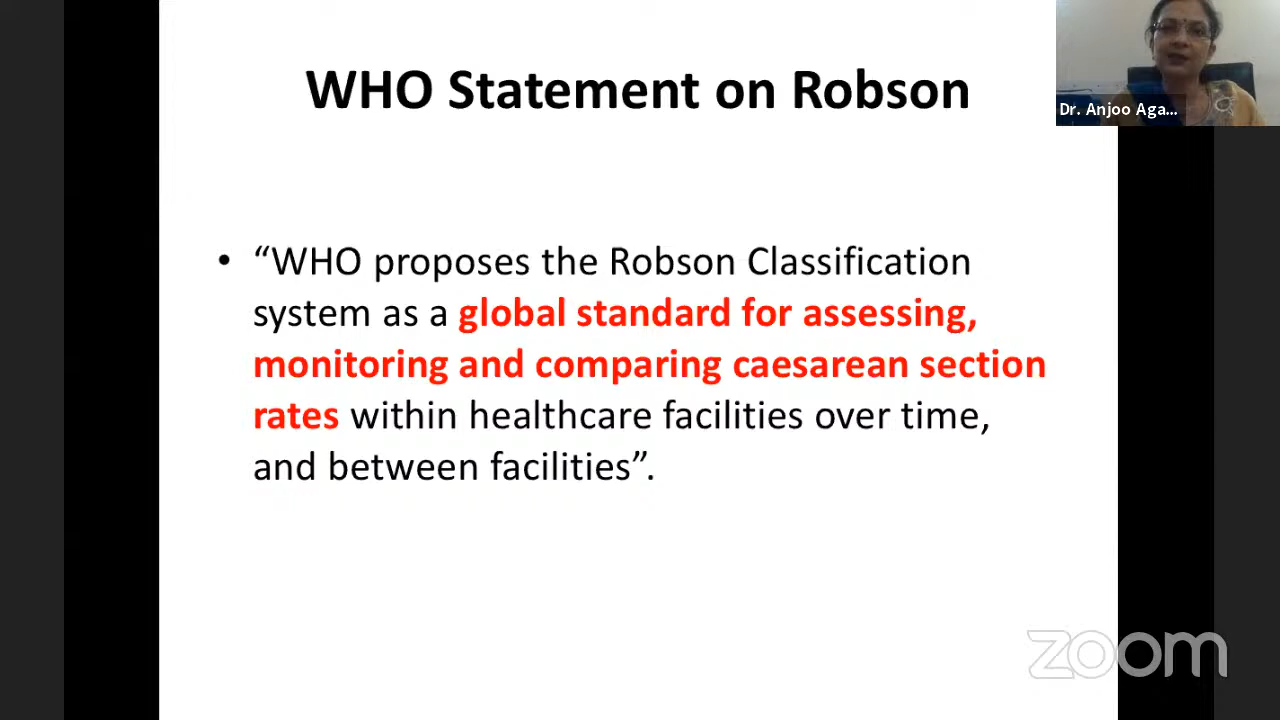 WHO Statement on Robson
Dr. Anjoo Aga...
• “WHO proposes the Robson Classification
system as a global standard for assessing,
monitoring and comparing caesarean section
rates within healthcare facilities over time,
and between facilities”.
zoom